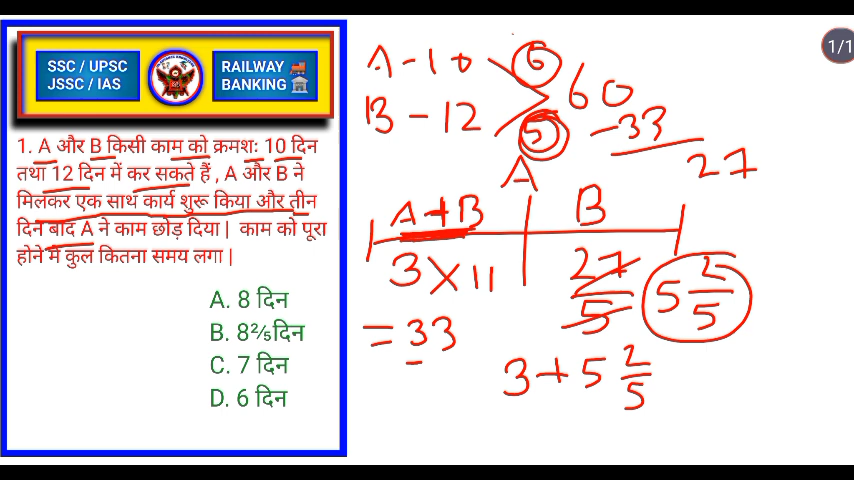 SSC / UPSC
JSSC / IAS
RAILWAY
BANKING
1. A और B किसी काम को क्रमशः 10 दिन
तथा 12 दिन में कर सकते हैं , A और B ने
मिलकर एक साथ कार्य शुरू किया और तीन
दिन बाद A ने काम छोड़ दिया | काम को पूरा
होने में कुल कितना समय लगा |
A. 8 दिन
B. 8⅖दिन
C. 7 दिन
D. 6 दिन
1/1
A - 10 6
60
B - 12 5
- 33
27
A
A + B B
3 × 11 27/5 5 2/5
= 33
3 + 5 2/5